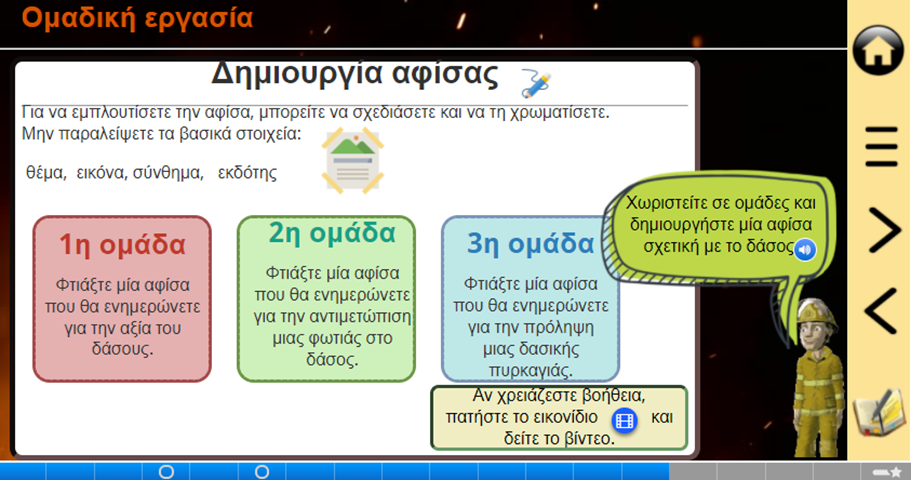 Ομαδική εργασία
Δημιουργία αφίσας
Για να εμπλουτίσετε την αφίσα, μπορείτε να σχεδιάσετε και να τη χρωματίσετε.
Μην παραλείψετε τα βασικά στοιχεία:
θέμα, εικόνα, σύνθημα, εκδότης
1η ομάδα
Φτιάξτε μία αφίσα
που θα ενημερώνετε
για την αξία του
δάσους.
2η ομάδα
Φτιάξτε μία αφίσα
που θα ενημερώνετε
για την αντιμετώπιση
μιας φωτιάς στο
δάσος.
3η ομάδα
Φτιάξτε μία αφίσα
που θα ενημερώνετε
για την πρόληψη
μιας δασικής
πυρκαγιάς.
Χωριστείτε σε ομάδες και
δημιουργήστε μία αφίσα
σχετική με το δάσος
Αν χρειάζεστε βοήθεια,
πατήστε το εικονίδιο και
δείτε το βίντεο.